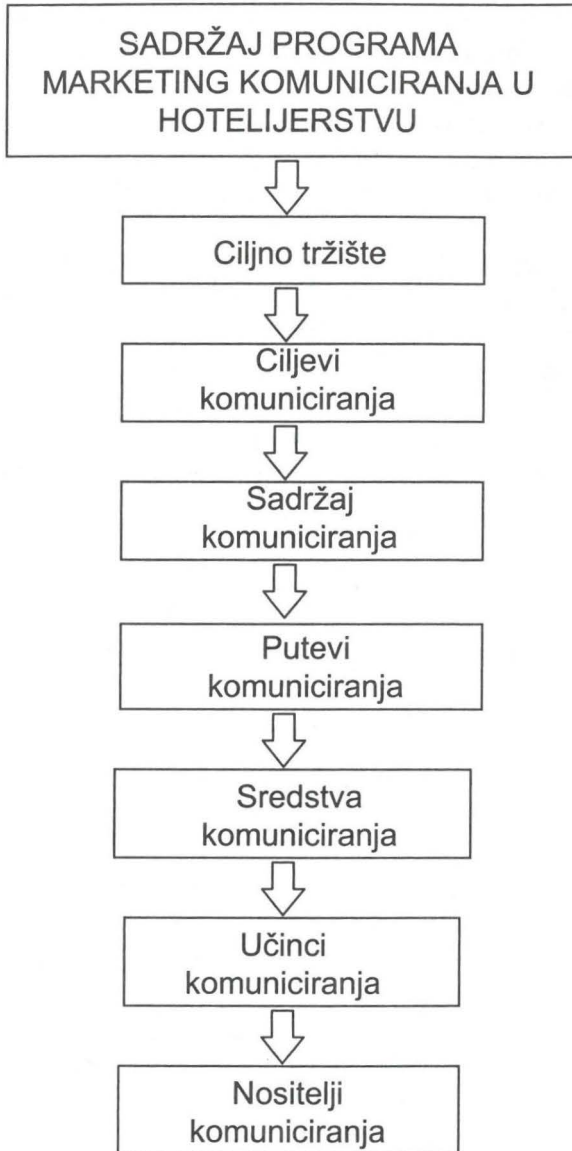 SADRŽAJ PROGRAMA
MARKETING KOMUNICIRANJA U
HOTELIJERSTVU
Ciljno tržište
Ciljevi
komuniciranja
Sadržaj
komuniciranja
Putevi
komuniciranja
Sredstva
komuniciranja
Učinci
komuniciranja
Nositelji
komuniciranja